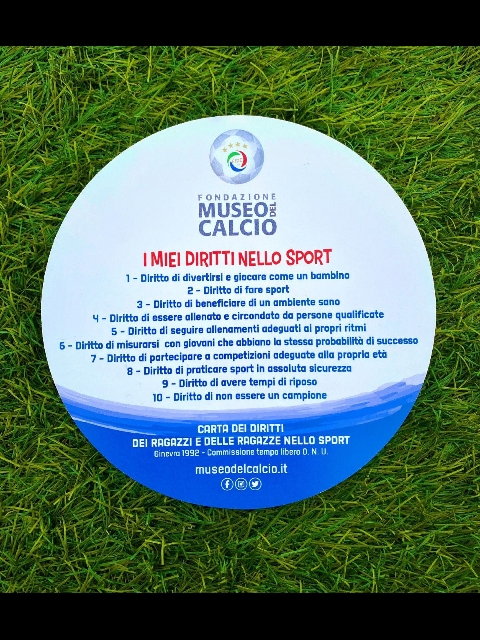 FONDAZIONE
MUSEO DEL
CALCIO
I MIEI DIRITTI NELLO SPORT
1 - Diritto di divertirsi e giocare come un bambino
2 - Diritto di fare sport
3 - Diritto di beneficiare di un ambiente sano
4 - Diritto di essere allenato e circondato da persone qualificate
5 - Diritto di seguire allenamenti adeguati ai propri ritmi
6 - Diritto di misurarsi con giovani che abbiano la stessa probabilità di successo
7 - Diritto di partecipare a competizioni adeguate alla propria età
8 - Diritto di praticare sport in assoluta sicurezza
9 - Diritto di avere tempi di riposo
10 - Diritto di non essere un campione
CARTA DEI DIRITTI
DEI RAGAZZI E DELLE RAGAZZE NELLO SPORT
Ginevra 1992 - Commissione tempo libero O. N. U.
museodelcalcio.it